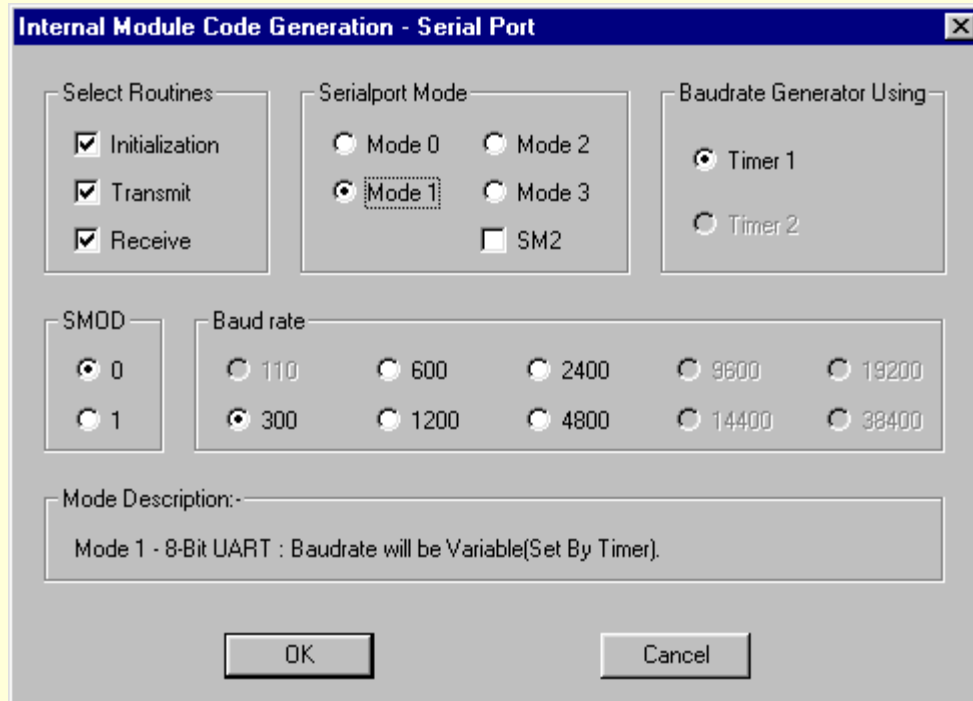 Internal Module Code Generation - Serial Port
Select Routines
Initialization
Transmit
Receive
Serialport Mode
Mode 0
Mode 2
Mode 1
Mode 3
SM2
Baudrate Generator Using
Timer 1
Timer 2
SMOD
0
1
Baud rate
110
600
2400
9600
19200
300
1200
4800
14400
38400
Mode Description:-
Mode 1 - 8-Bit UART : Baudrate will be Variable(Set By Timer).
OK
Cancel